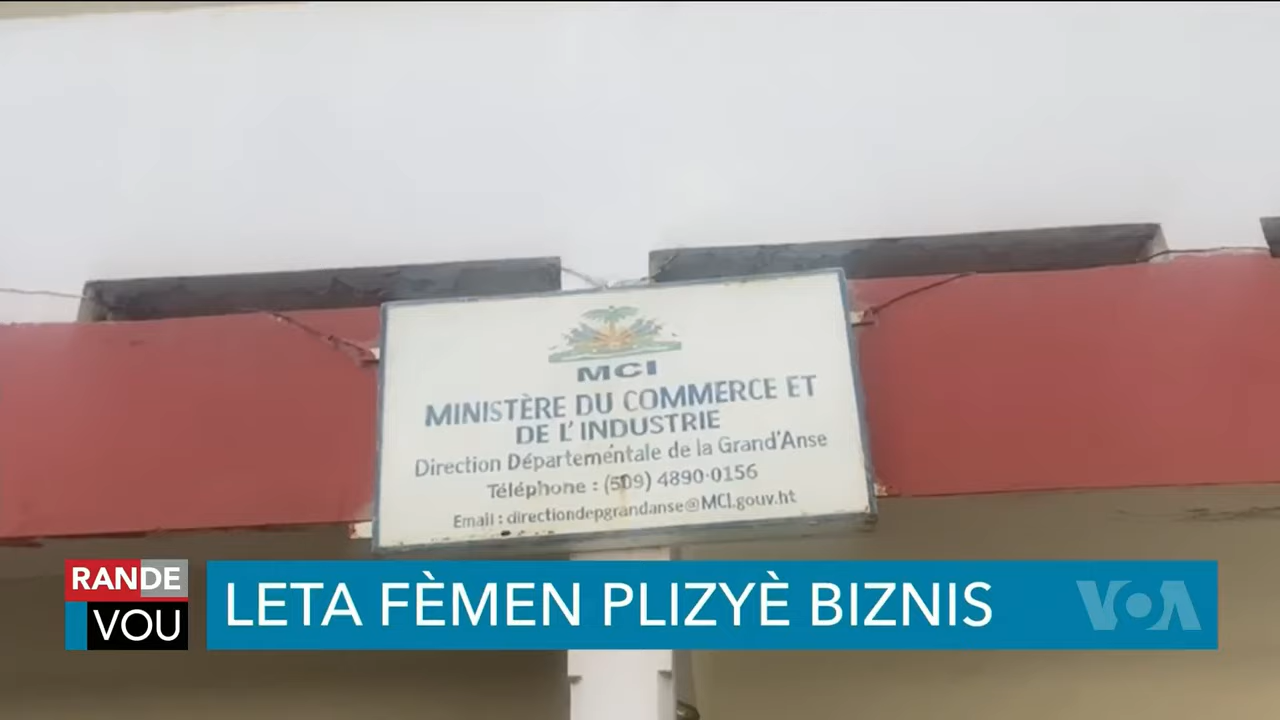 MCI
MINISTÈRE DU COMMERCE ET
DE L'INDUSTRIE
Direction Départementale de la Grand'Anse
Téléphone : (509) 4890-0156
Email : directiondepgrandanse@MCI.gouv.ht
RANDE
VOU
LETA FÈMEN PLIZYÈ BIZNIS
VOA